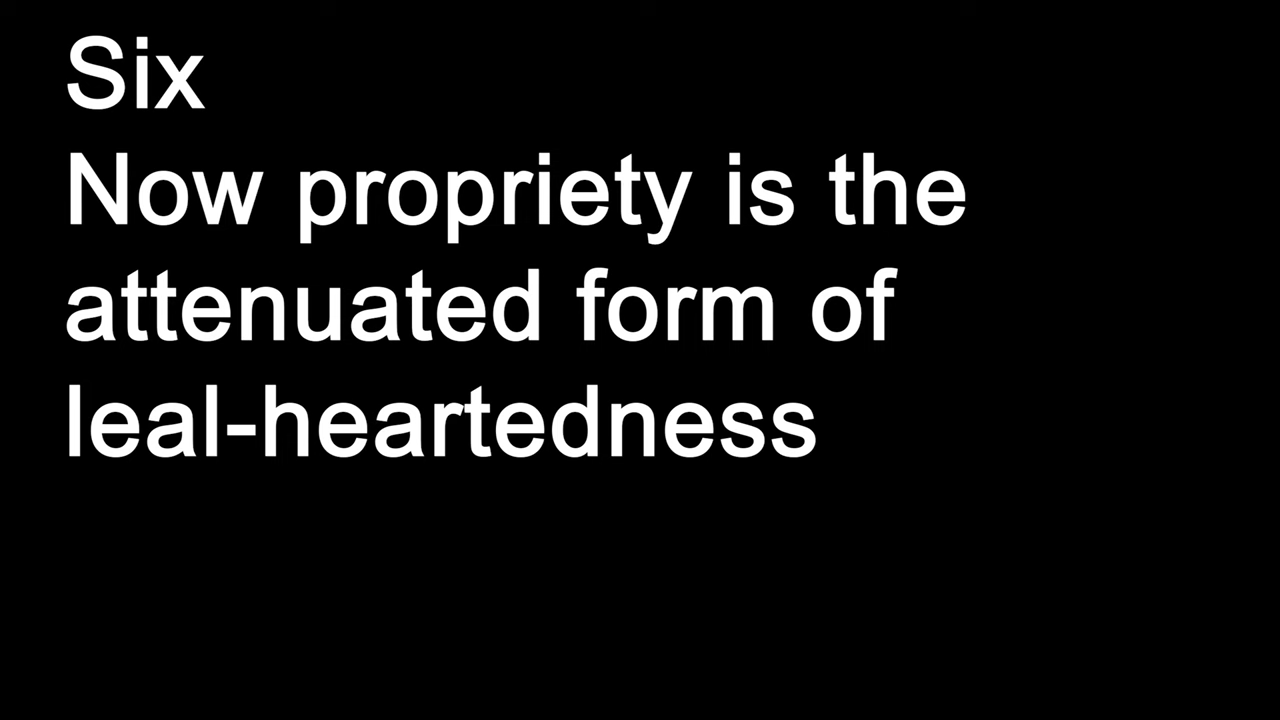 Six
Now propriety is the
attenuated form of
leal-heartedness